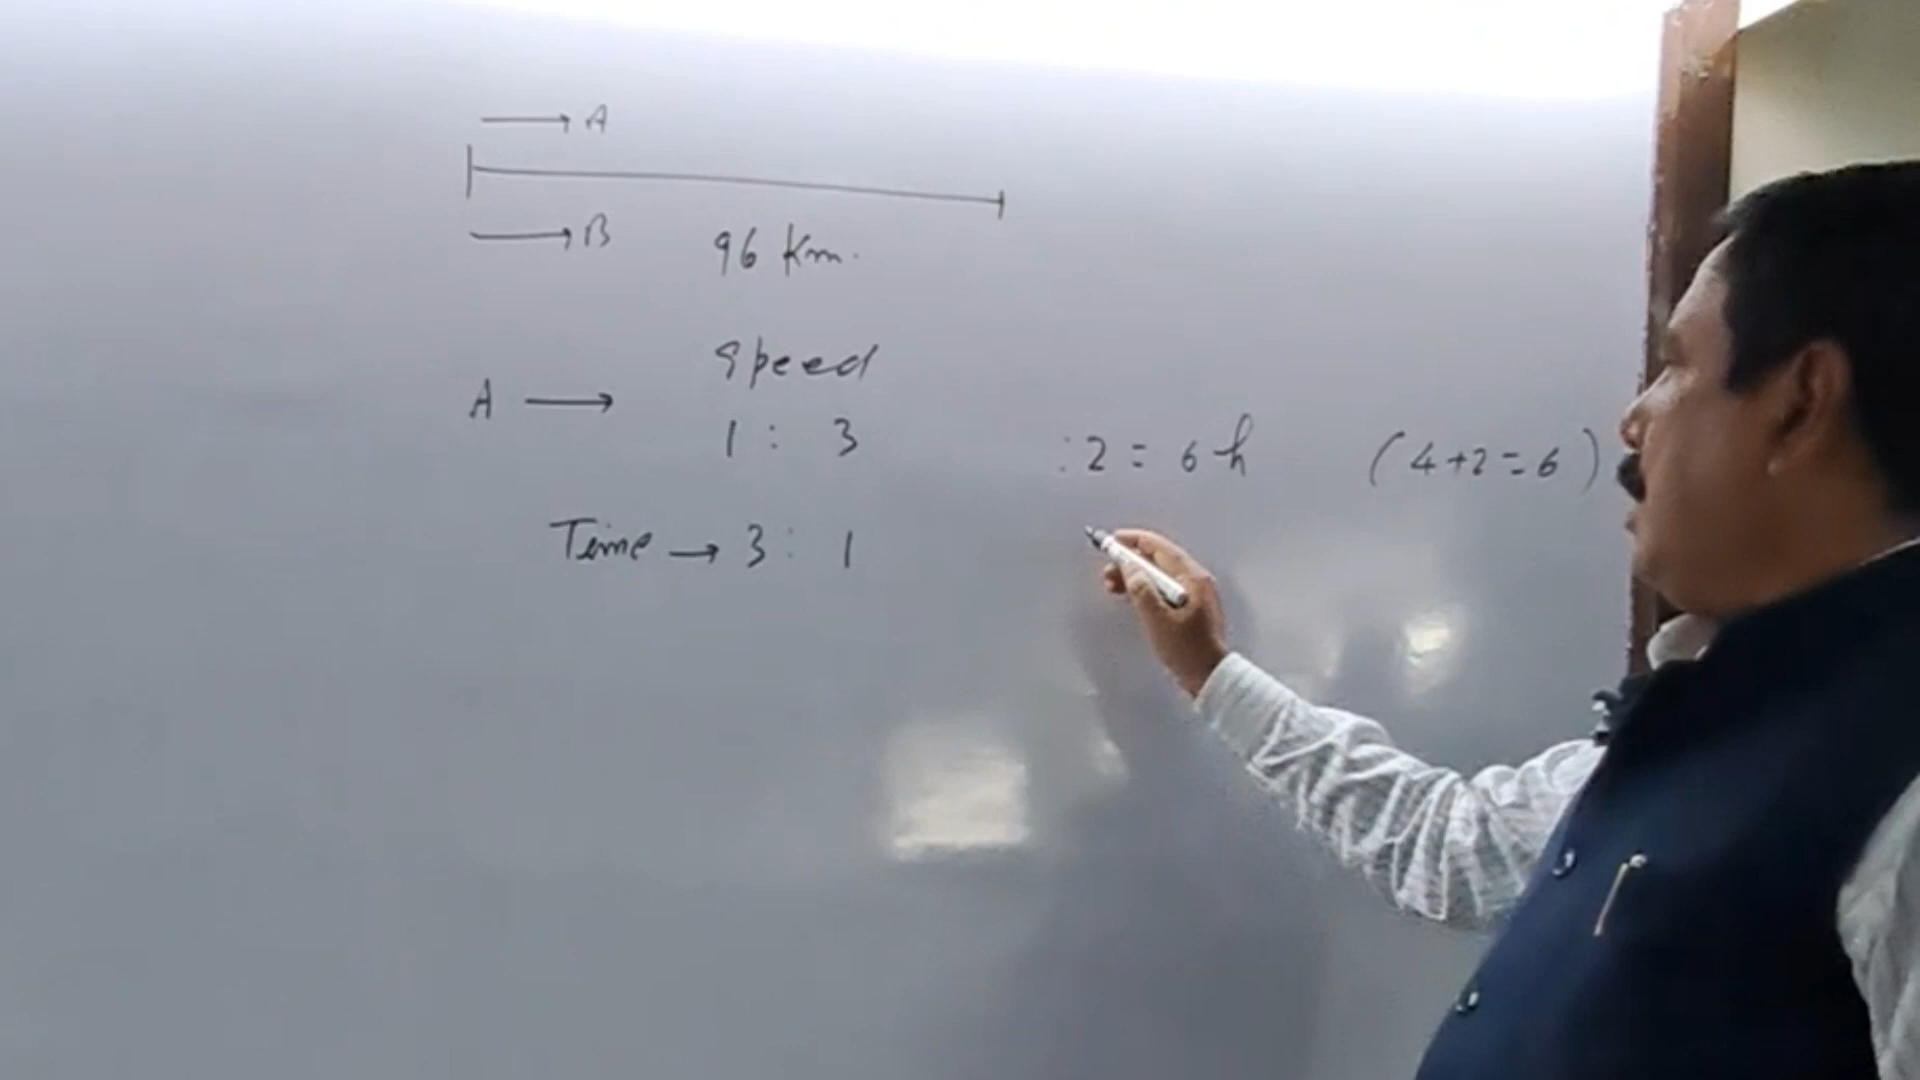 → A
→ B 96 Km.
Speed
A →
1 : 3
: 2 = 6 h (4+2=6)
Time → 3 : 1